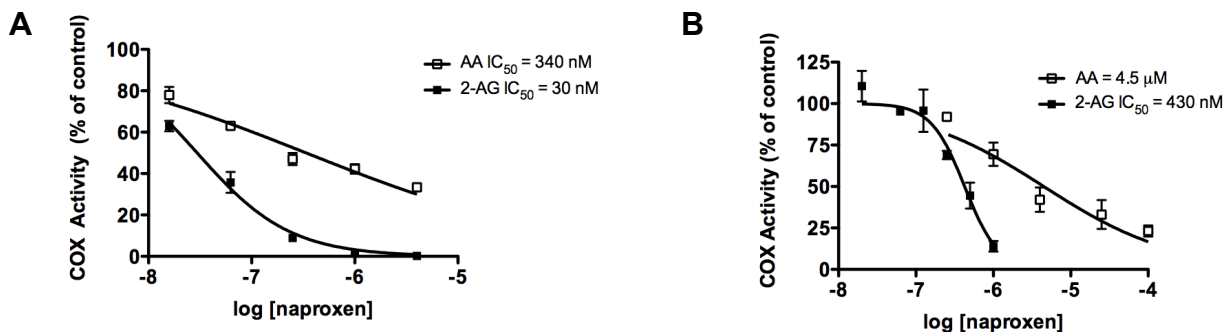 A
COX Activity (% of control)
100
80
60
40
20
0
-8
-7
-6
-5
log [naproxen]
AA IC50 = 340 nM
2-AG IC50 = 30 nM
B
COX Activity (% of control)
125
100
75
50
25
0
-8
-7
-6
-5
-4
log [naproxen]
AA = 4.5 μM
2-AG IC50 = 430 nM